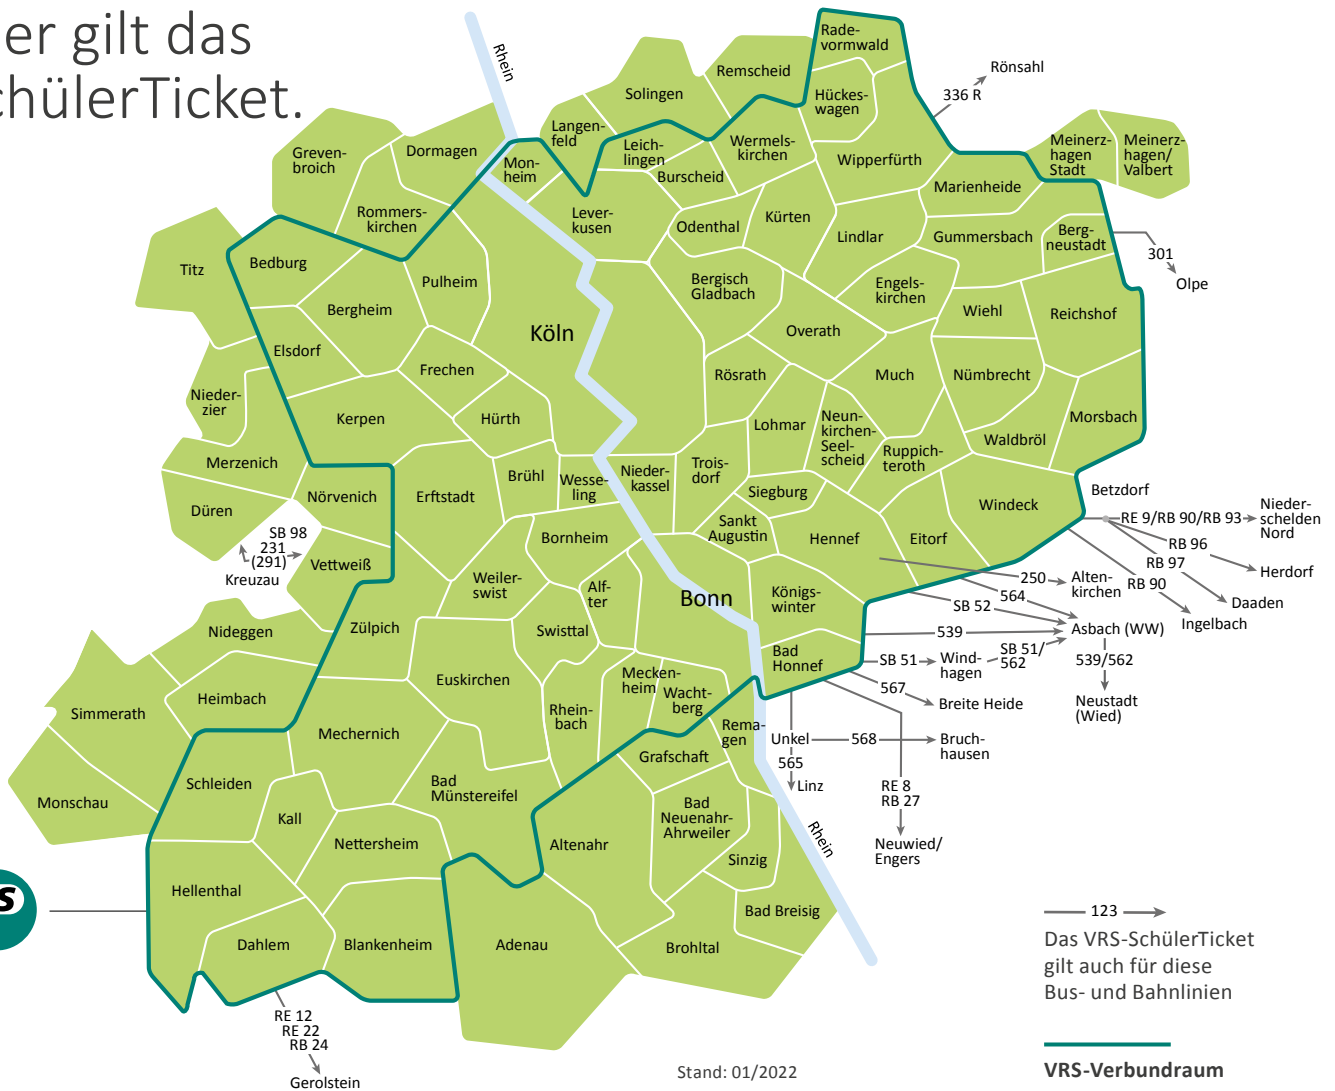 er gilt das
chülerTicket.
Rhein
Rade-
vormwald
Rönsahl
336 R
Remscheid
Solingen
Hückes-
wagen
Langen-
feld
Leich-
lingen
Wermels-
kirchen
Meinerz-
hagen
Stadt
Meinerz-
hagen/
Valbert
Greven-
broich
Dormagen
Mon-
heim
Burscheid
Wipperfürth
Marienheide
Rommers-
kirchen
Lever-
kusen
Odenthal
Kürten
Lindlar
Gummersbach
Berg-
neustadt
301
Olpe
Titz
Bedburg
Pulheim
Bergheim
Bergisch
Gladbach
Engels-
kirchen
Wiehl
Reichshof
Köln
Overath
Elsdorf
Frechen
Rösrath
Much
Nümbrecht
Nieder-
zier
Kerpen
Hürth
Lohmar
Neun-
kirchen-
Seel-
scheid
Morsbach
Waldbröl
Ruppich-
teroth
Merzenich
Nörvenich
Erftstadt
Brühl
Wesse-
ling
Nieder-
kassel
Trois-
dorf
Siegburg
Windeck
Düren
Betzdorf
RE 9/RB 90/RB 93
Nieder-
schelden
Nord
Sankt
Augustin
Hennef
Eitorf
Bornheim
SB 98
231
(291)
Kreuzau
Vettweiß
RB 96
Herdorf
RB 97
Daaden
RB 90
Ingelbach
Weiler-
swist
Alf-
ter
Bonn
Königs-
winter
250
Alten-
kirchen
564
SB 52
Asbach (WW)
539
Nideggen
Zülpich
Swisttal
Bad
Honnef
SB 51
Wind-
hagen
SB 51/
562
539/562
Neustadt
(Wied)
567
Breite Heide
Heimbach
Euskirchen
Mecken-
heim
Wacht-
berg
Rhein-
bach
Simmerath
Mechernich
Rema-
gen
Unkel
568
Bruch-
hausen
565
Linz
Grafschaft
RE 8
RB 27
Neuwied/
Engers
Monschau
Schleiden
Bad
Münstereifel
Kall
Bad
Neuenahr-
Ahrweiler
Nettersheim
Altenahr
Sinzig
Rhein
Hellenthal
s
Bad Breisig
Dahlem
Blankenheim
Adenau
Brohltal
RE 12
RE 22
RB 24
Gerolstein
123
Das VRS-SchülerTicket
gilt auch für diese
Bus- und Bahnlinien
VRS-Verbundraum
Stand: 01/2022